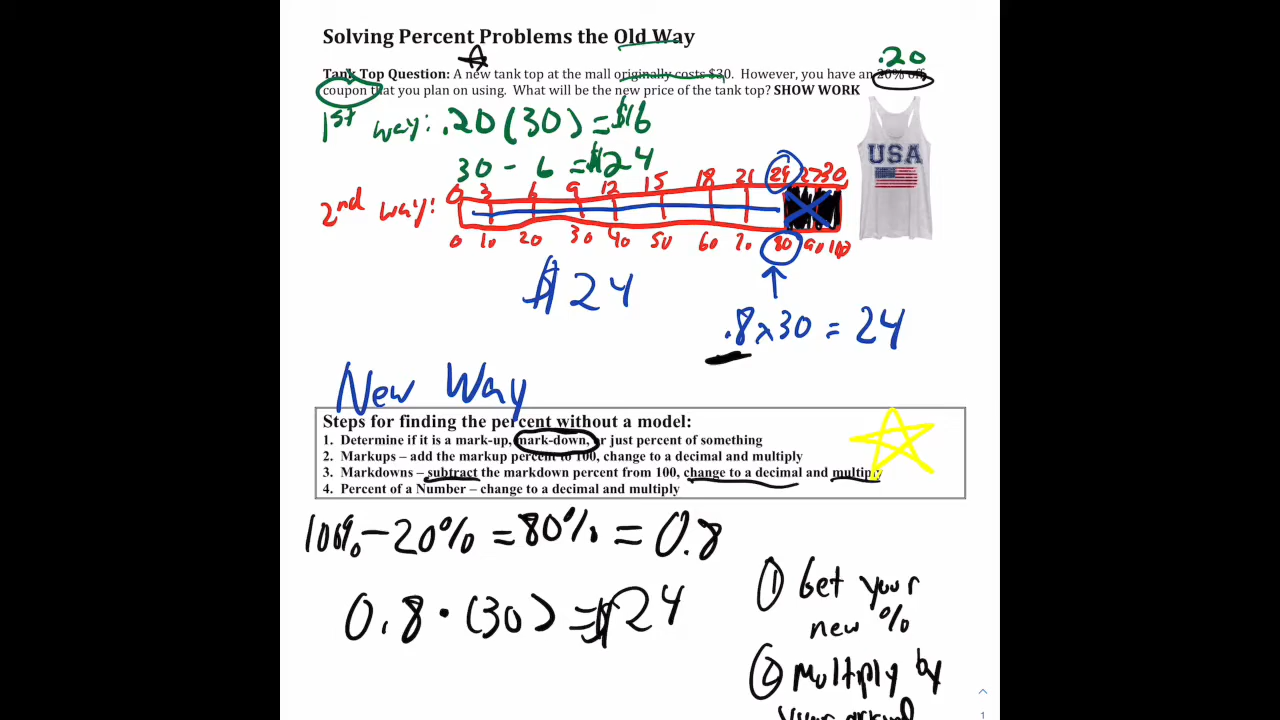 Solving Percent Problems the Old Way
.20
Tank Top Question: A new tank top at the mall originally costs $30. However, you have an 20% off
coupon that you plan on using. What will be the new price of the tank top? SHOW WORK
1st way: .20(30) = $6
30 - 6 = $24
USA
0 3 6 9 12 15 18 21 24 27 30
2nd way:
0 10 20 30 40 50 60 70 80 90 100
$24
.8x30 = 24
New Way
Steps for finding the percent without a model:
1. Determine if it is a mark-up, mark-down, or just percent of something
2. Markups – add the markup percent to 100, change to a decimal and multiply
3. Markdowns – subtract the markdown percent from 100, change to a decimal and multiply
4. Percent of a Number – change to a decimal and multiply
100% - 20% = 80% = 0.8
0.8 · (30) = $24
① Get your
new %
② Multiply by
your
1